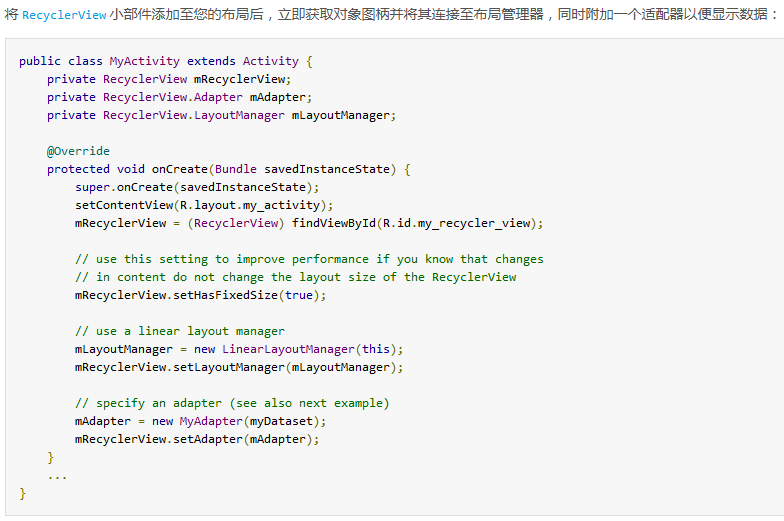 将 RecyclerView 小部件添加至您的布局后，立即获取对象图柄并将其连接至布局管理器，同时附加一个适配器以便显示数据：
public class MyActivity extends Activity {
    private RecyclerView mRecyclerView;
    private RecyclerView.Adapter mAdapter;
    private RecyclerView.LayoutManager mLayoutManager;

    @Override
    protected void onCreate(Bundle savedInstanceState) {
        super.onCreate(savedInstanceState);
        setContentView(R.layout.my_activity);
        mRecyclerView = (RecyclerView) findViewById(R.id.my_recycler_view);

        // use this setting to improve performance if you know that changes
        // in content do not change the layout size of the RecyclerView
        mRecyclerView.setHasFixedSize(true);

        // use a linear layout manager
        mLayoutManager = new LinearLayoutManager(this);
        mRecyclerView.setLayoutManager(mLayoutManager);

        // specify an adapter (see also next example)
        mAdapter = new MyAdapter(myDataset);
        mRecyclerView.setAdapter(mAdapter);
    }
    ...
}